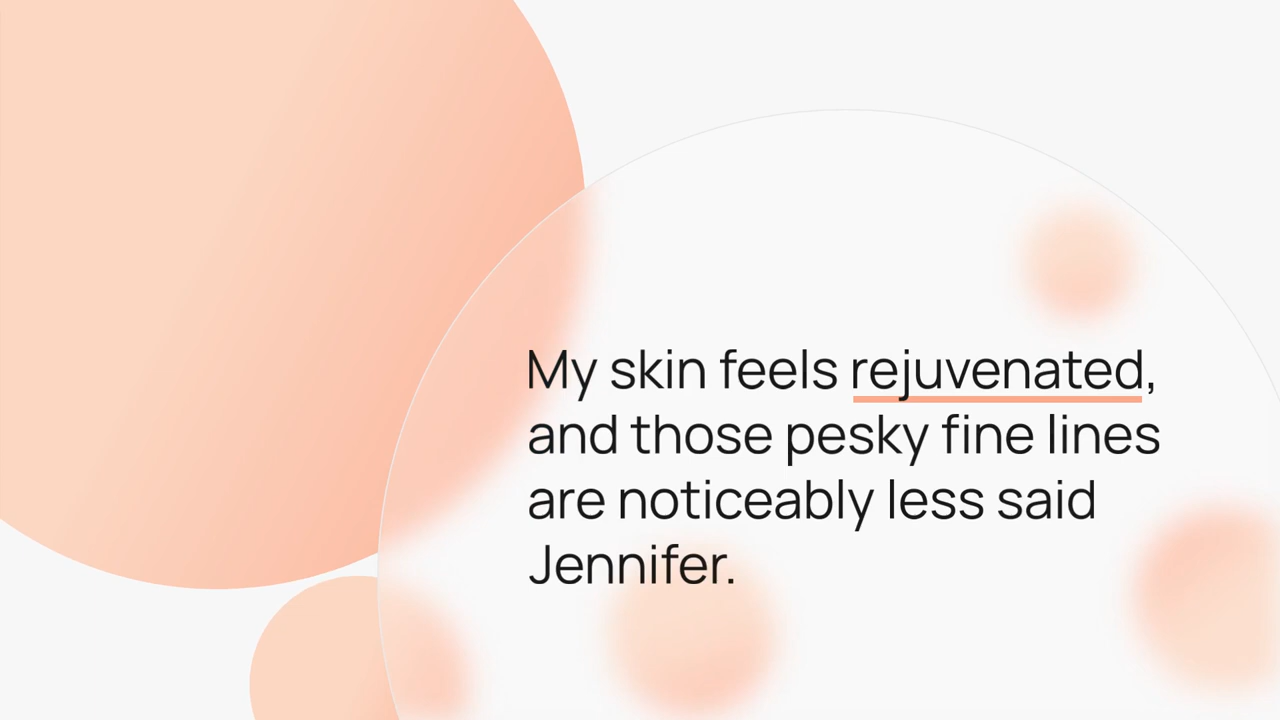 My skin feels rejuvenated,
and those pesky fine lines
are noticeably less said
Jennifer.